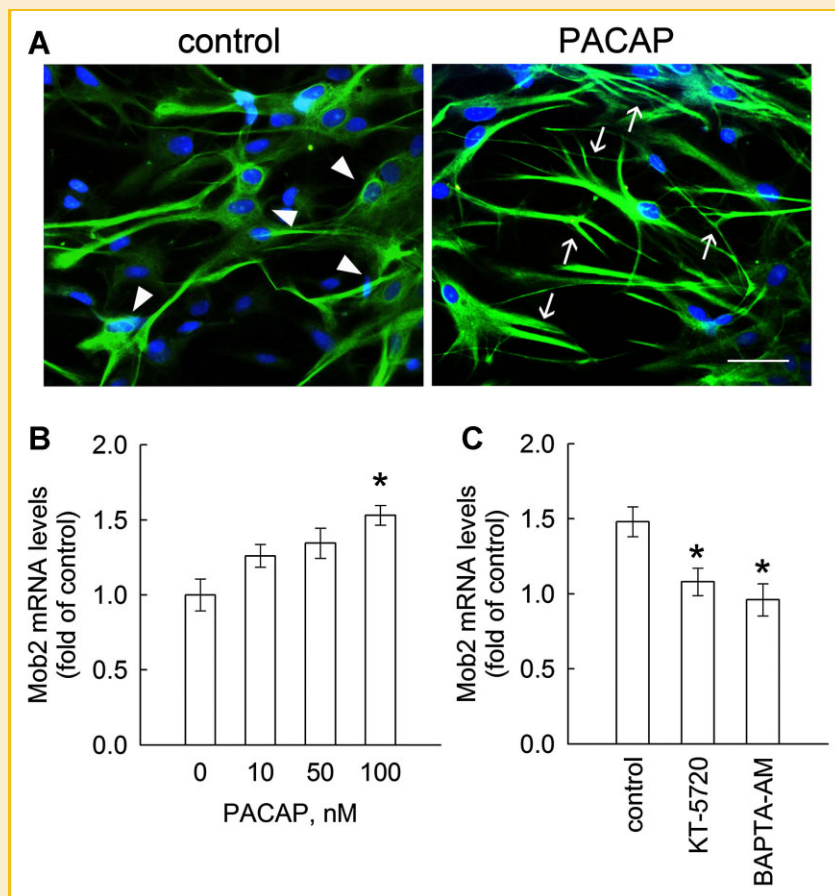 A
control
PACAP
B
Mob2 mRNA levels
(fold of control)
2.0
1.5
1.0
0.5
0.0
*
0 10 50 100
PACAP, nM
C
Mob2 mRNA levels
(fold of control)
2.0
1.5
1.0
0.5
0.0
*
*
control
KT-5720
BAPTA-AM